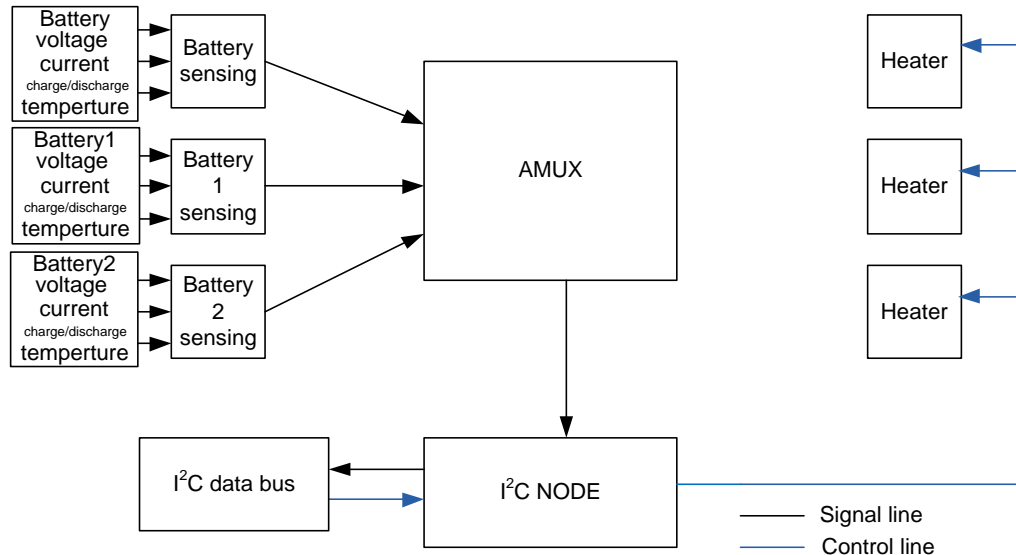 Battery
voltage
current
charge/discharge
temperture
Battery
sensing
Battery1
voltage
current
charge/discharge
temperture
Battery
1
sensing
Battery2
voltage
current
charge/discharge
temperture
Battery
2
sensing
AMUX
Heater
Heater
Heater
I²C data bus
I²C NODE
Signal line
Control line